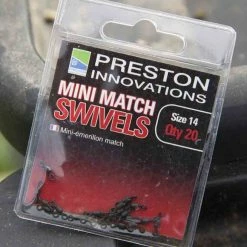 PRESTON
INNOVATIONS
MINI MATCH
SWIVELS
Size 14
Qty 20
Mini-émerillon match